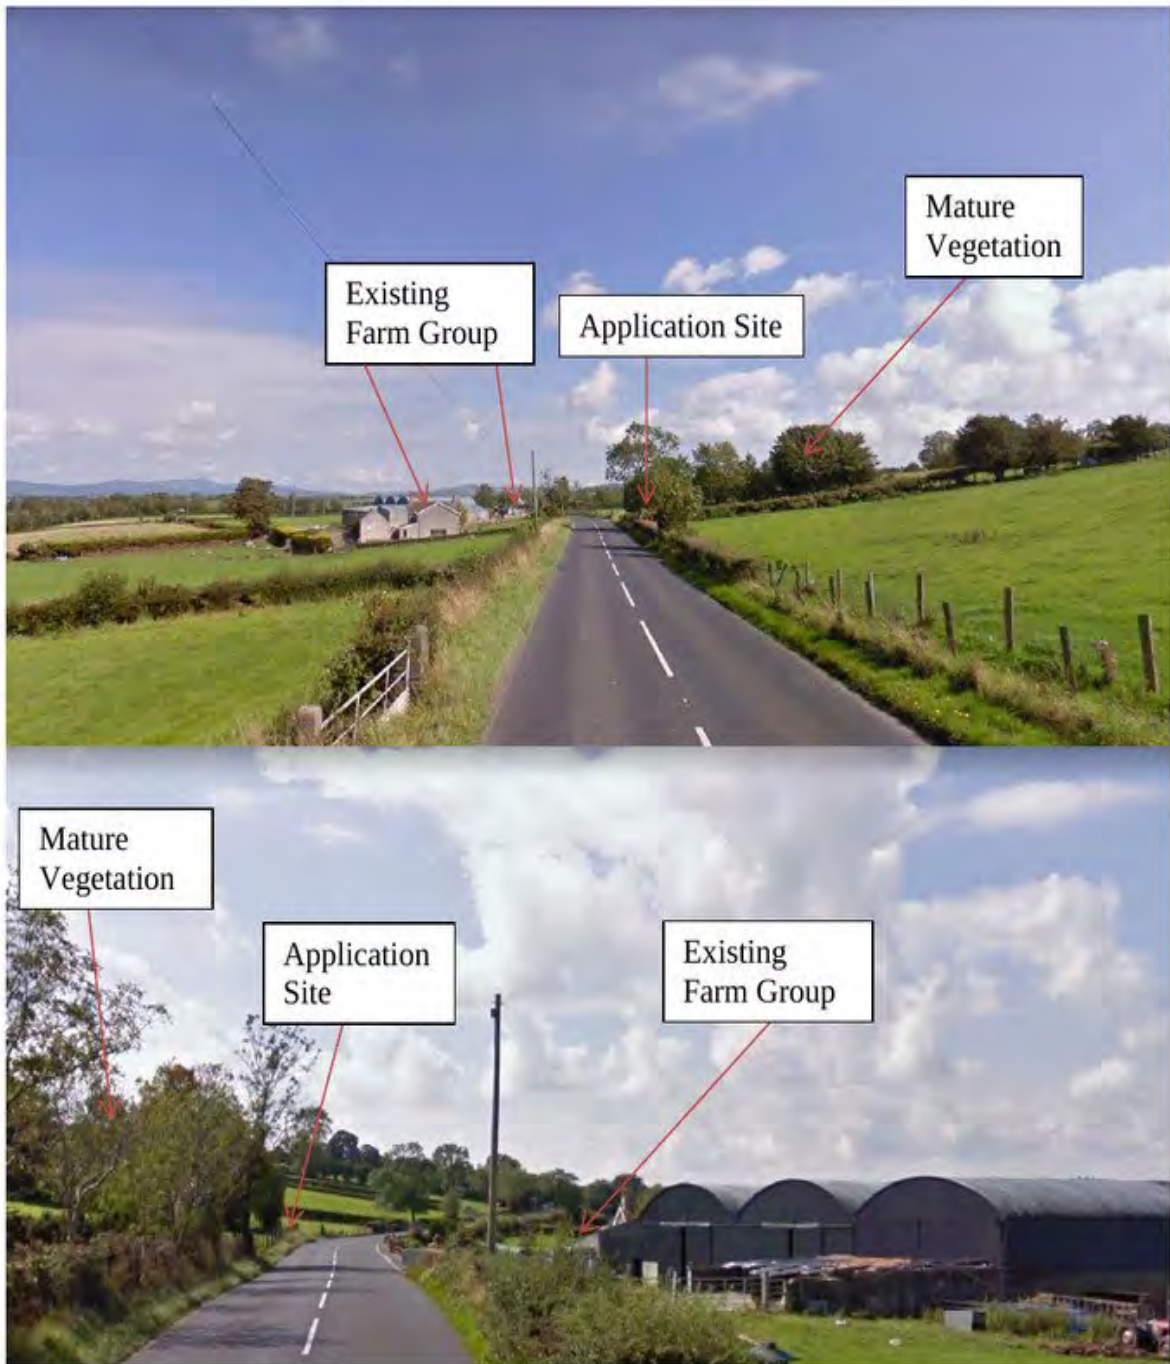 Mature
Vegetation
Existing
Farm Group
Application Site
Mature
Vegetation
Application
Site
Existing
Farm Group